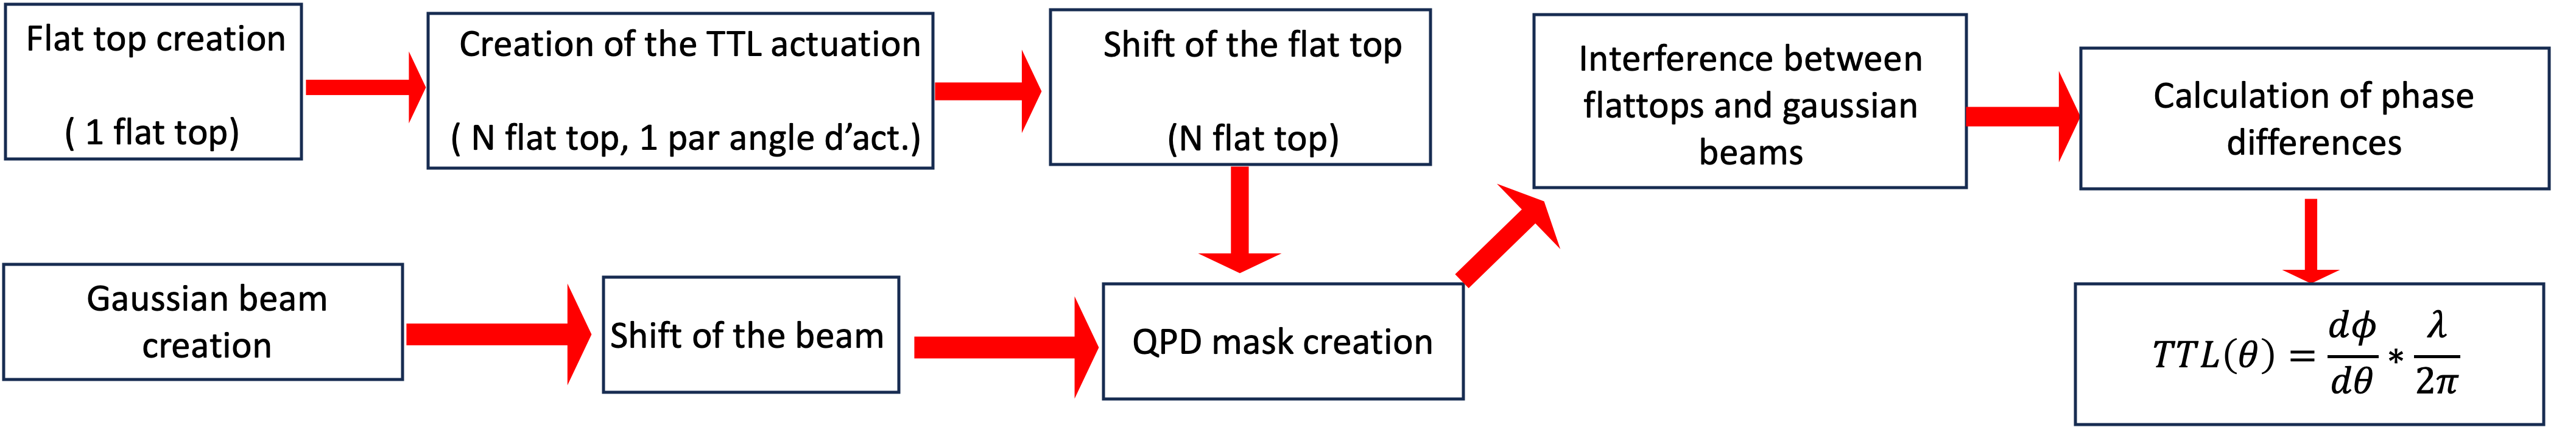 Flat top creation
( 1 flat top)
Creation of the TTL actuation
( N flat top, 1 par angle d’act.)
Shift of the flat top
(N flat top)
Interference between
flattops and gaussian
beams
Calculation of phase
differences
Gaussian beam
creation
Shift of the beam
QPD mask creation
TTL(θ) = dϕ/dθ * λ/2π